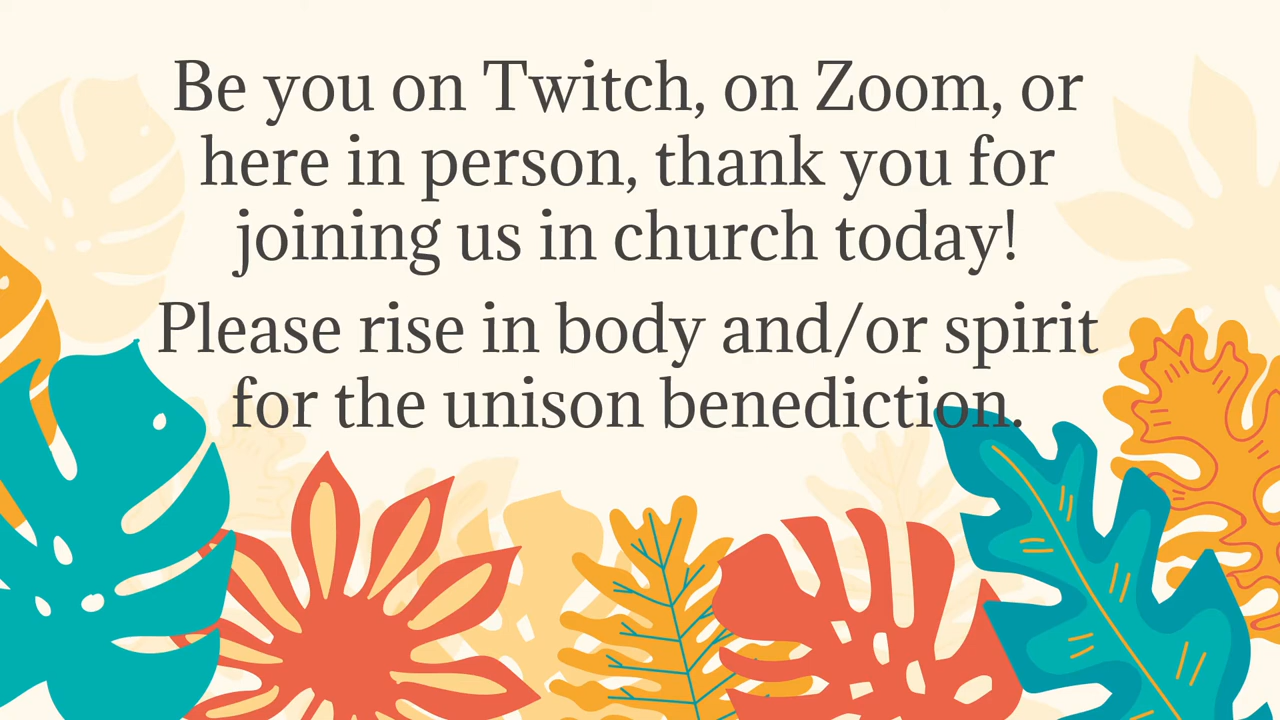 Be you on Twitch, on Zoom, or
here in person, thank you for
joining us in church today!
Please rise in body and/or spirit
for the unison benediction.